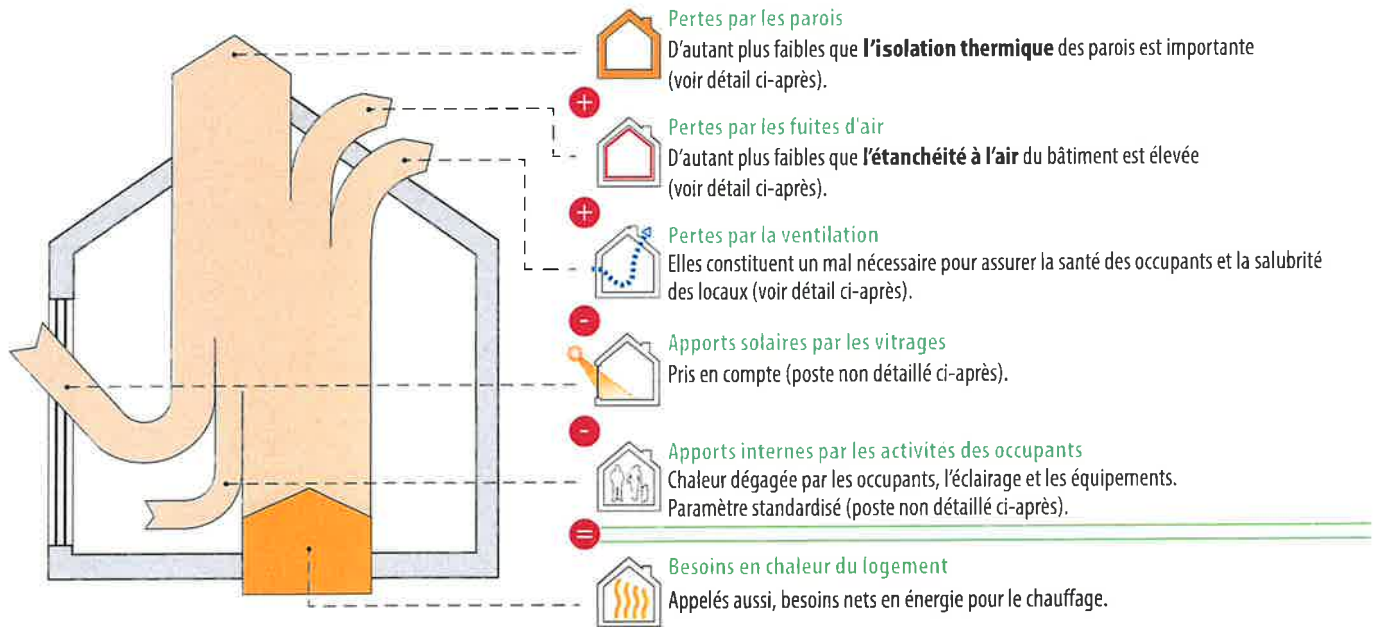 Pertes par les parois
D'autant plus faibles que l'isolation thermique des parois est importante
(voir détail ci-après).
+
Pertes par les fuites d'air
D'autant plus faibles que l'étanchéité à l'air du bâtiment est élevée
(voir détail ci-après).
+
Pertes par la ventilation
Elles constituent un mal nécessaire pour assurer la santé des occupants et la salubrité
des locaux (voir détail ci-après).
-
Apports solaires par les vitrages
Pris en compte (poste non détaillé ci-après).
-
Apports internes par les activités des occupants
Chaleur dégagée par les occupants, l'éclairage et les équipements.
Paramètre standardisé (poste non détaillé ci-après).
=
Besoins en chaleur du logement
Appelés aussi, besoins nets en énergie pour le chauffage.